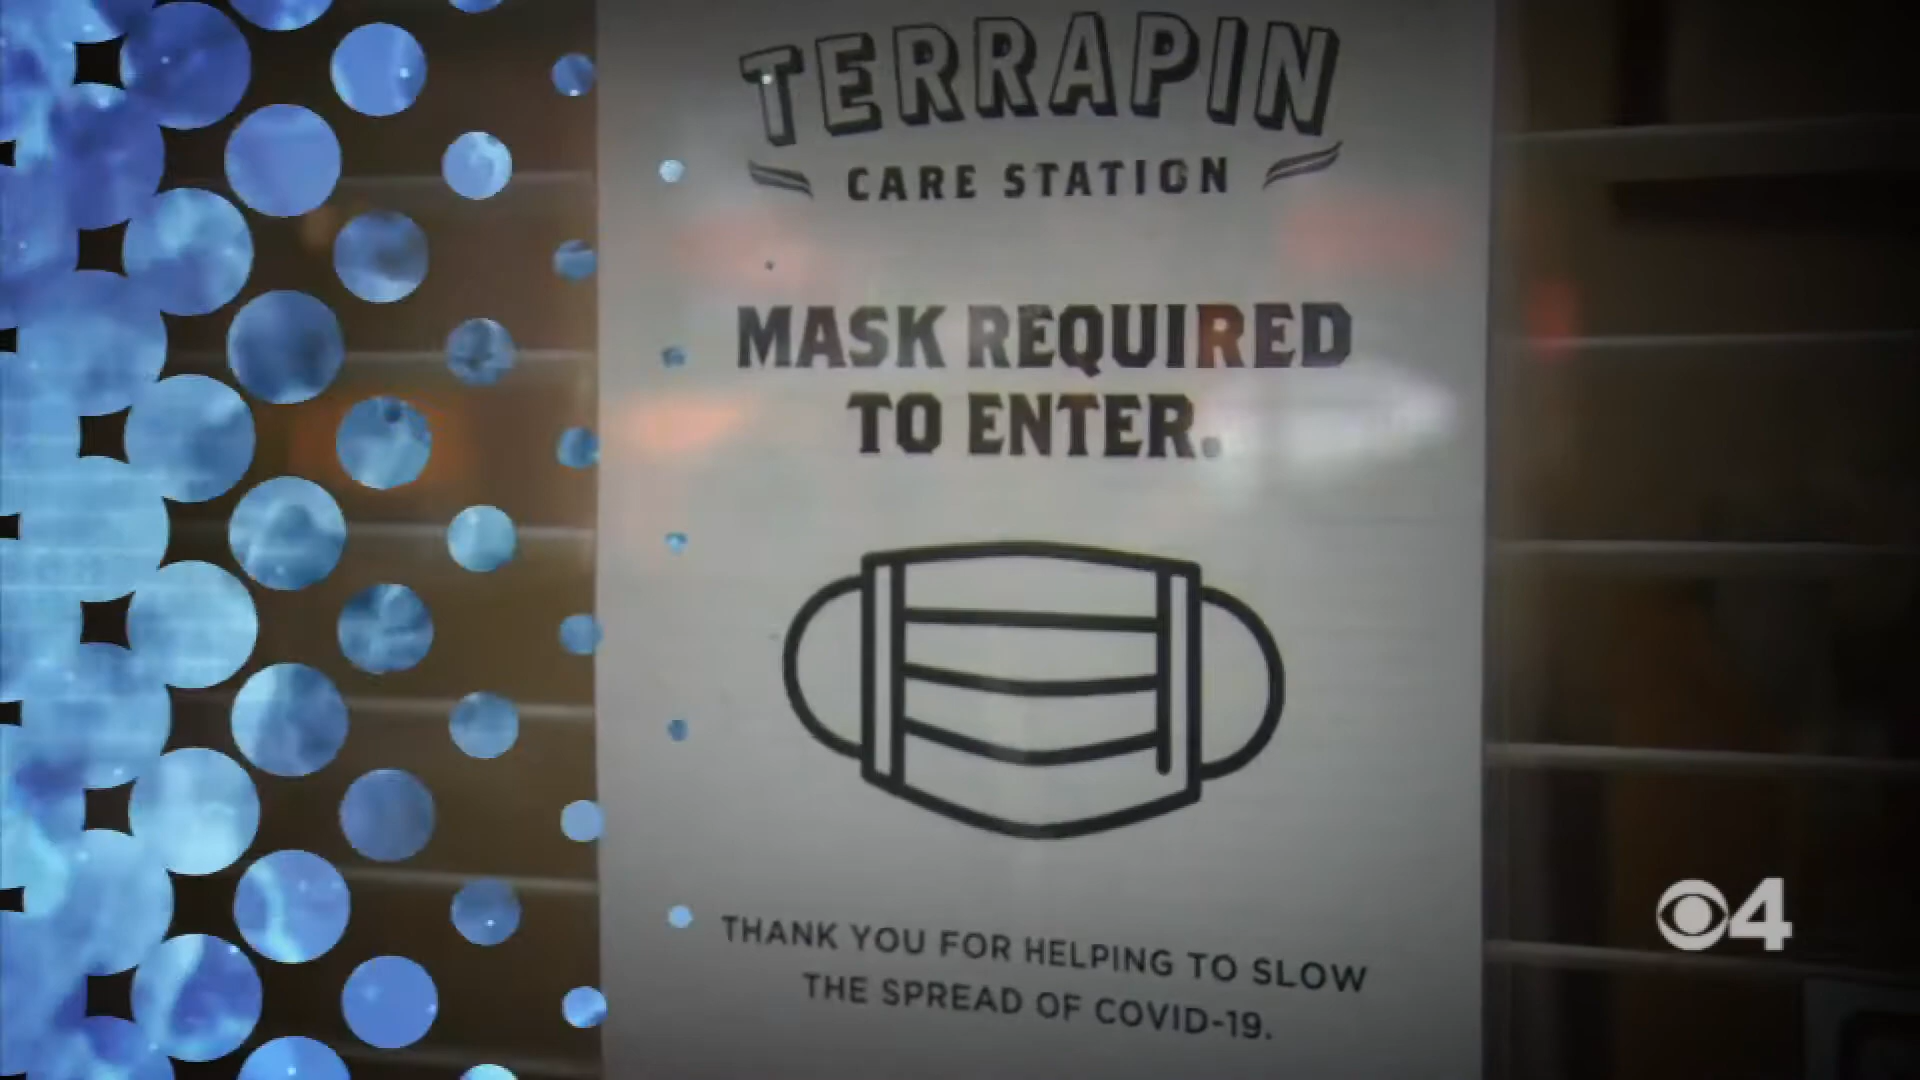 TERRAPIN
CARE STATION
MASK REQUIRED
TO ENTER.
THANK YOU FOR HELPING TO SLOW
THE SPREAD OF COVID-19.
4